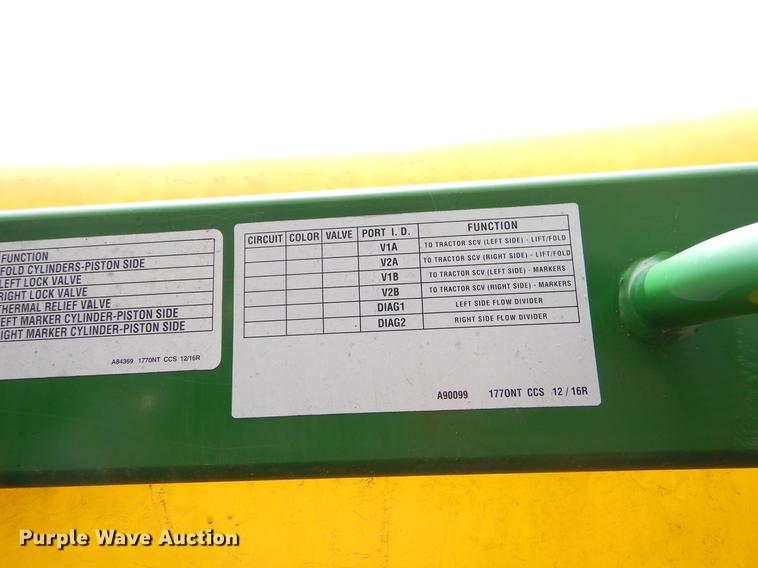 FUNCTION
FOLD CYLINDERS-PISTON SIDE
LEFT LOCK VALVE
RIGHT LOCK VALVE
THERMAL RELIEF VALVE
LEFT MARKER CYLINDER-PISTON SIDE
RIGHT MARKER CYLINDER-PISTON SIDE
A84369 1770NT CCS 12/16R
CIRCUIT COLOR VALVE PORT I. D. FUNCTION
V1A TO TRACTOR SCV (LEFT SIDE) - LIFT/FOLD
V2A TO TRACTOR SCV (RIGHT SIDE) - LIFT/FOLD
V1B TO TRACTOR SCV (LEFT SIDE) - MARKERS
V2B TO TRACTOR SCV (RIGHT SIDE) - MARKERS
DIAG1 LEFT SIDE FLOW DIVIDER
DIAG2 RIGHT SIDE FLOW DIVIDER
A90099 1770NT CCS 12 / 16R
Purple Wave Auction